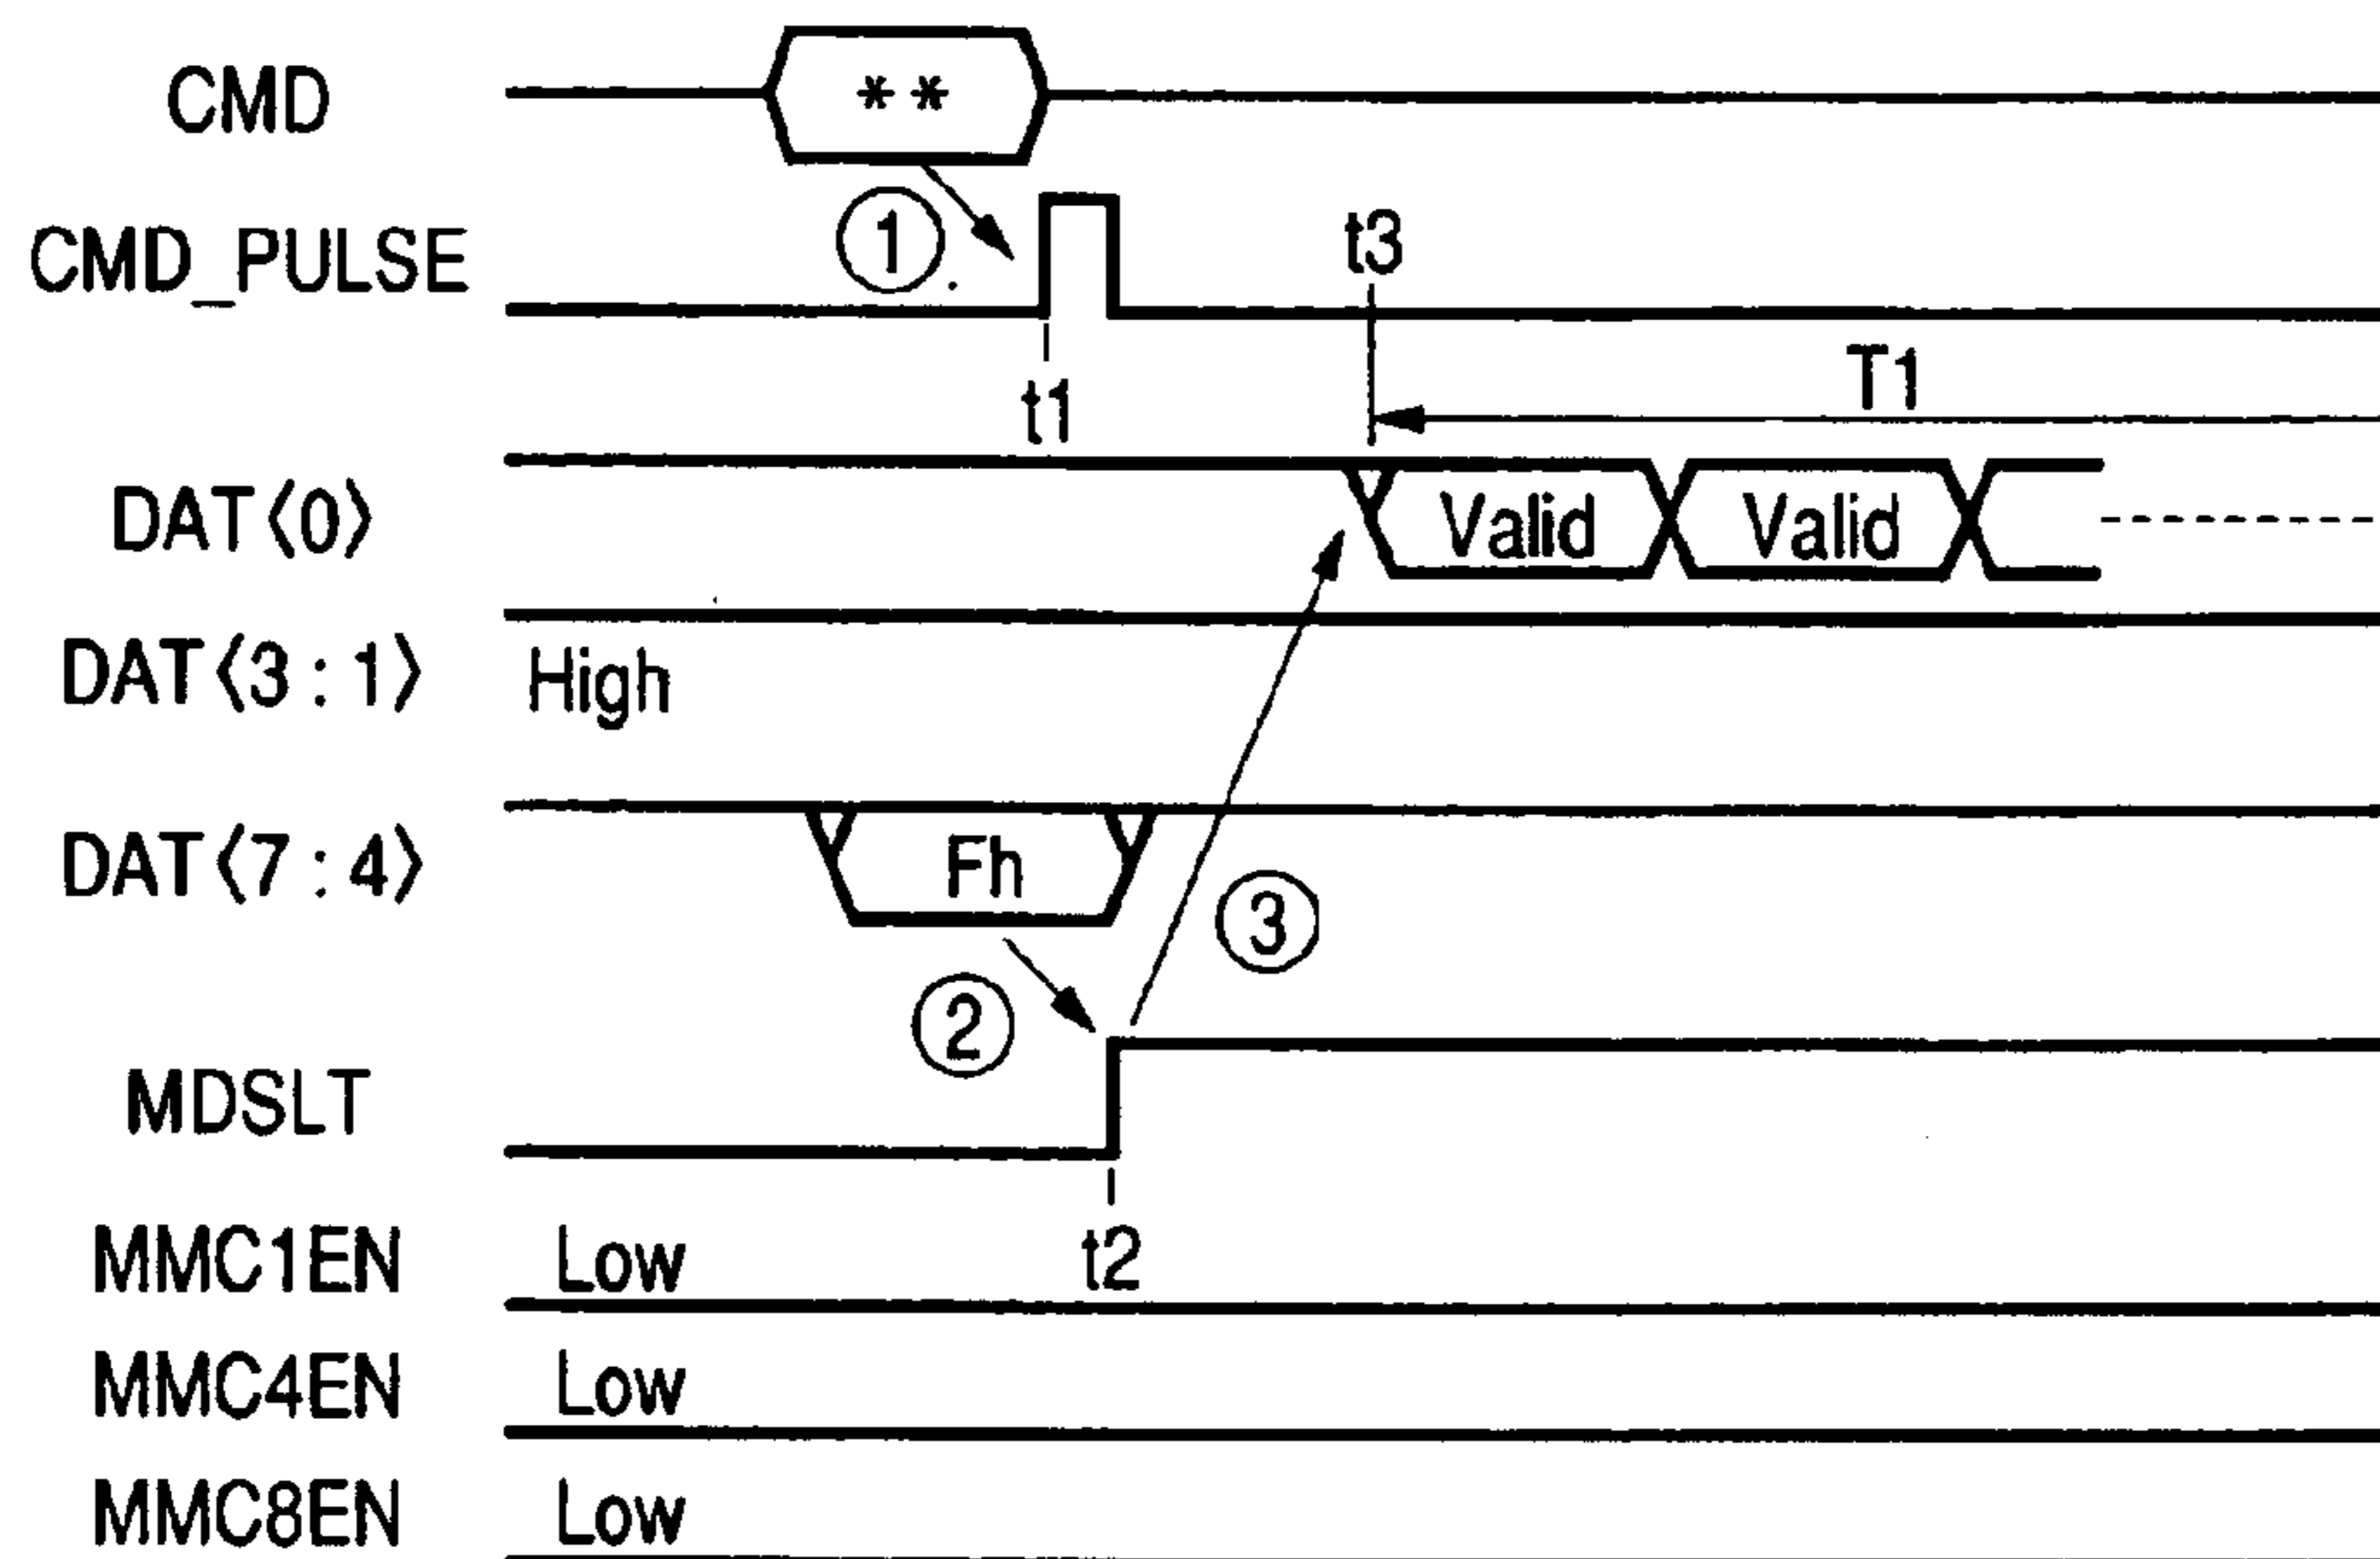 CMD
**
CMD_PULSE
①
t3
t1
T1
DAT⟨0⟩
Valid
Valid
DAT⟨3:1⟩
High
DAT⟨7:4⟩
Fh
③
②
MDSLT
t2
MMC1EN
Low
MMC4EN
Low
MMC8EN
Low